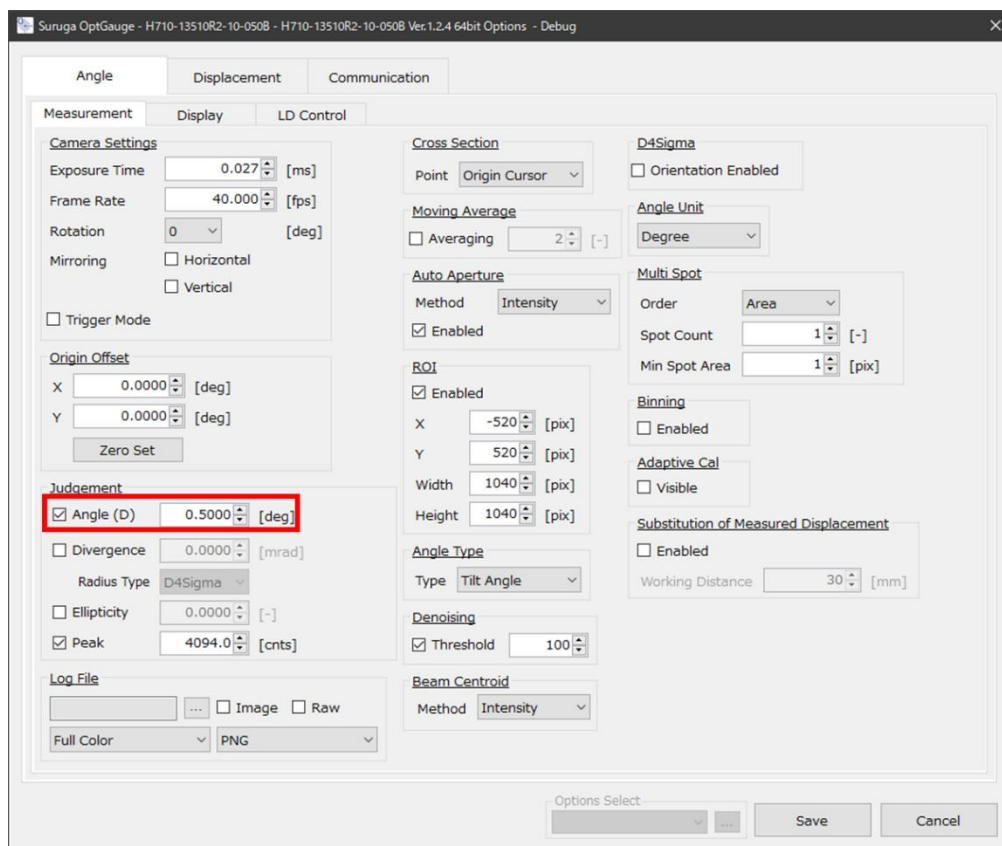 Suruga OptGauge - H710-13510R2-10-050B - H710-13510R2-10-050B Ver.1.2.4 64bit Options - Debug
Angle Displacement Communication
Measurement Display LD Control
Camera Settings
Exposure Time 0.027 [ms]
Frame Rate 40.000 [fps]
Rotation 0 [deg]
Mirroring Horizontal
Vertical
Trigger Mode
Origin Offset
X 0.0000 [deg]
Y 0.0000 [deg]
Zero Set
Judgement
Angle (D) 0.5000 [deg]
Divergence 0.0000 [mrad]
Radius Type D4Sigma
Ellipticity 0.0000 [-]
Peak 4094.0 [cnts]
Log File
... Image Raw
Full Color PNG
Cross Section
Point Origin Cursor
Moving Average
Averaging 2 [-]
Auto Aperture
Method Intensity
Enabled
ROI
Enabled
X -520 [pix]
Y 520 [pix]
Width 1040 [pix]
Height 1040 [pix]
Angle Type
Type Tilt Angle
Denoising
Threshold 100
Beam Centroid
Method Intensity
D4Sigma
Orientation Enabled
Angle Unit
Degree
Multi Spot
Order Area
Spot Count 1 [-]
Min Spot Area 1 [pix]
Binning
Enabled
Adaptive Cal
Visible
Substitution of Measured Displacement
Enabled
Working Distance 30 [mm]
Options Select
...
Save Cancel